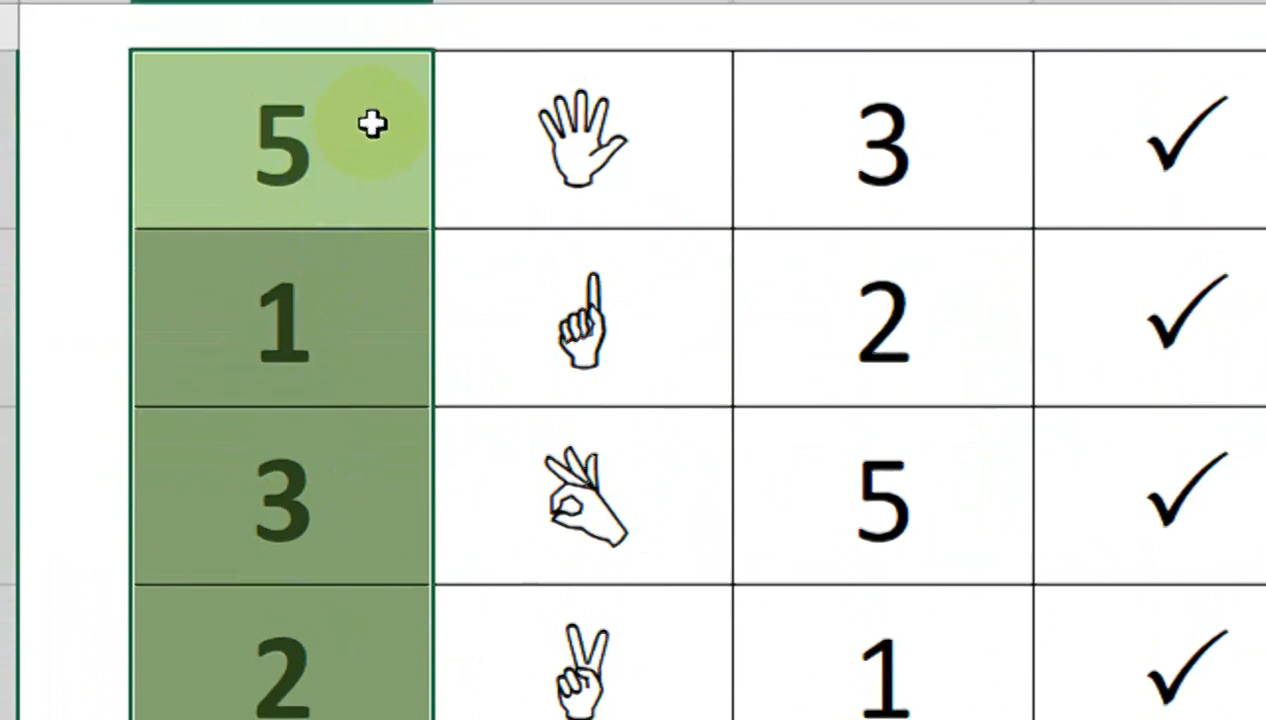 5 🖐 3 ✓
1 ☝ 2 ✓
3 👌 5 ✓
2 ✌ 1 ✓